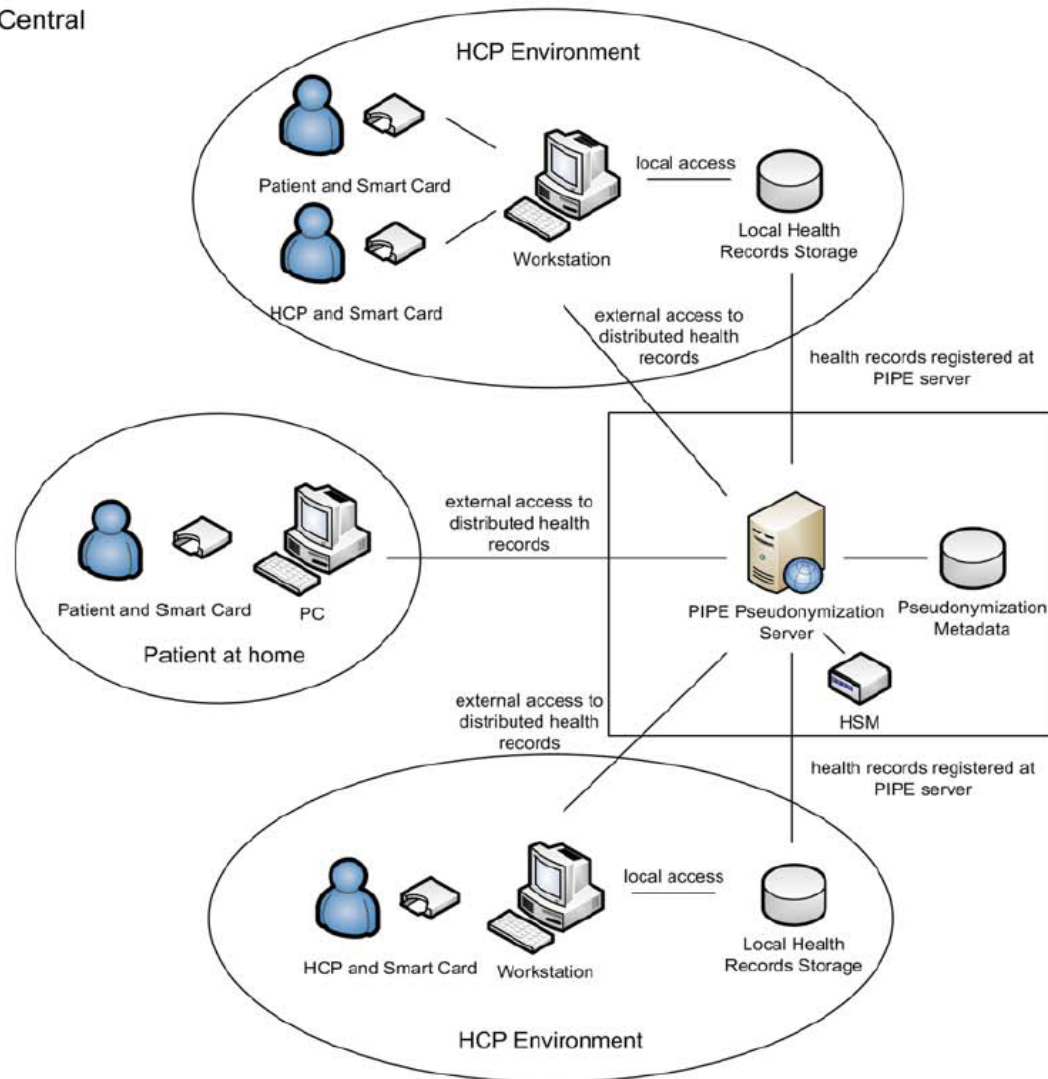 Central
HCP Environment
Patient and Smart Card
HCP and Smart Card
Workstation
local access
Local Health
Records Storage
external access to
distributed health
records
health records registered at
PIPE server
Patient and Smart Card
PC
Patient at home
external access to
distributed health
records
PIPE Pseudonymization
Server
Pseudonymization
Metadata
HSM
external access to
distributed health
records
health records registered at
PIPE server
HCP and Smart Card
Workstation
local access
Local Health
Records Storage
HCP Environment